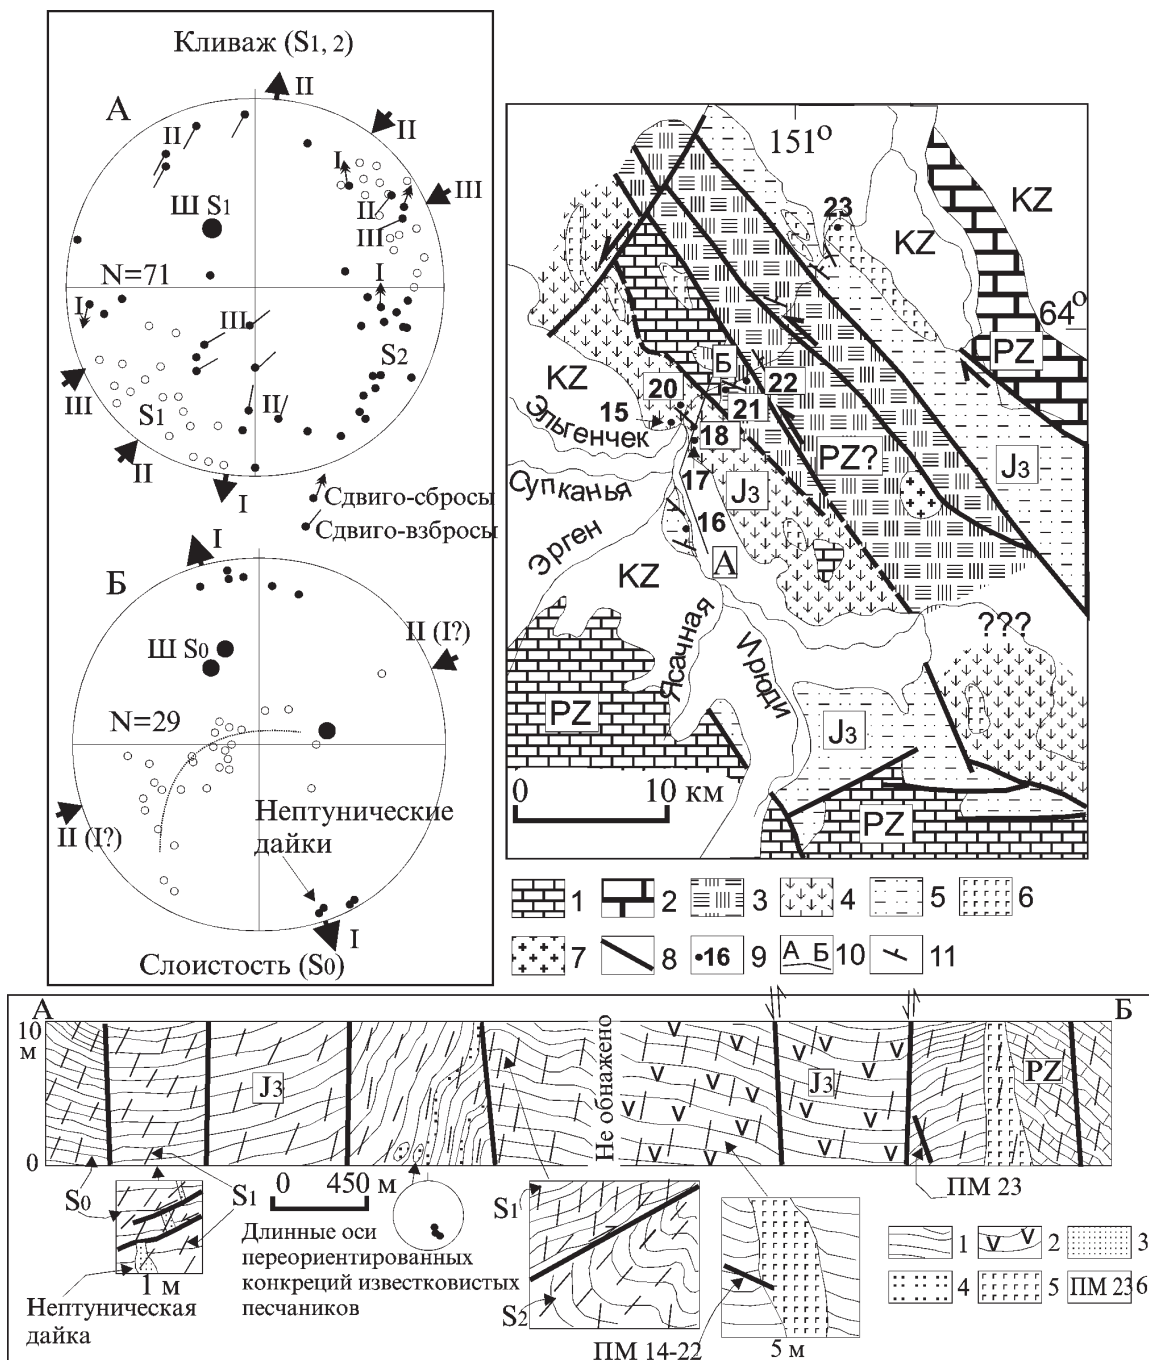 Кливаж (S1, 2)
А
II
II
II
I
III
II
III
Ш S1
N=71
I
I
III
S2
S1
II
III
II
I
Сдвиго-сбросы
Сдвиго-взбросы
I
Б
II (I?)
Ш S0
N=29
Нептунические
дайки
II (I?)
I
Слоистость (S0)
151°
KZ
23
KZ
64°
PZ
Б
KZ
20
22
15
21
Эльгенчек
18
PZ?
J3
Супканья
17
J3
16
Эрген
А
KZ
???
Ясачная
Ирюди
PZ
J3
0 10 км
PZ
1 2 3 4 5 6
7 8 16 9 А Б 10 11
А Б
10
м
J3
Не обнажено
V
J3
PZ
0
S0
S1
0 450 м
S1
ПМ 23
Длинные оси
переориентированных
конкреций известковистых
песчаников
1 м
Нептуническая
дайка
S2
ПМ 14-22
5 м
1 V 2 3
4 5 ПМ 23 6